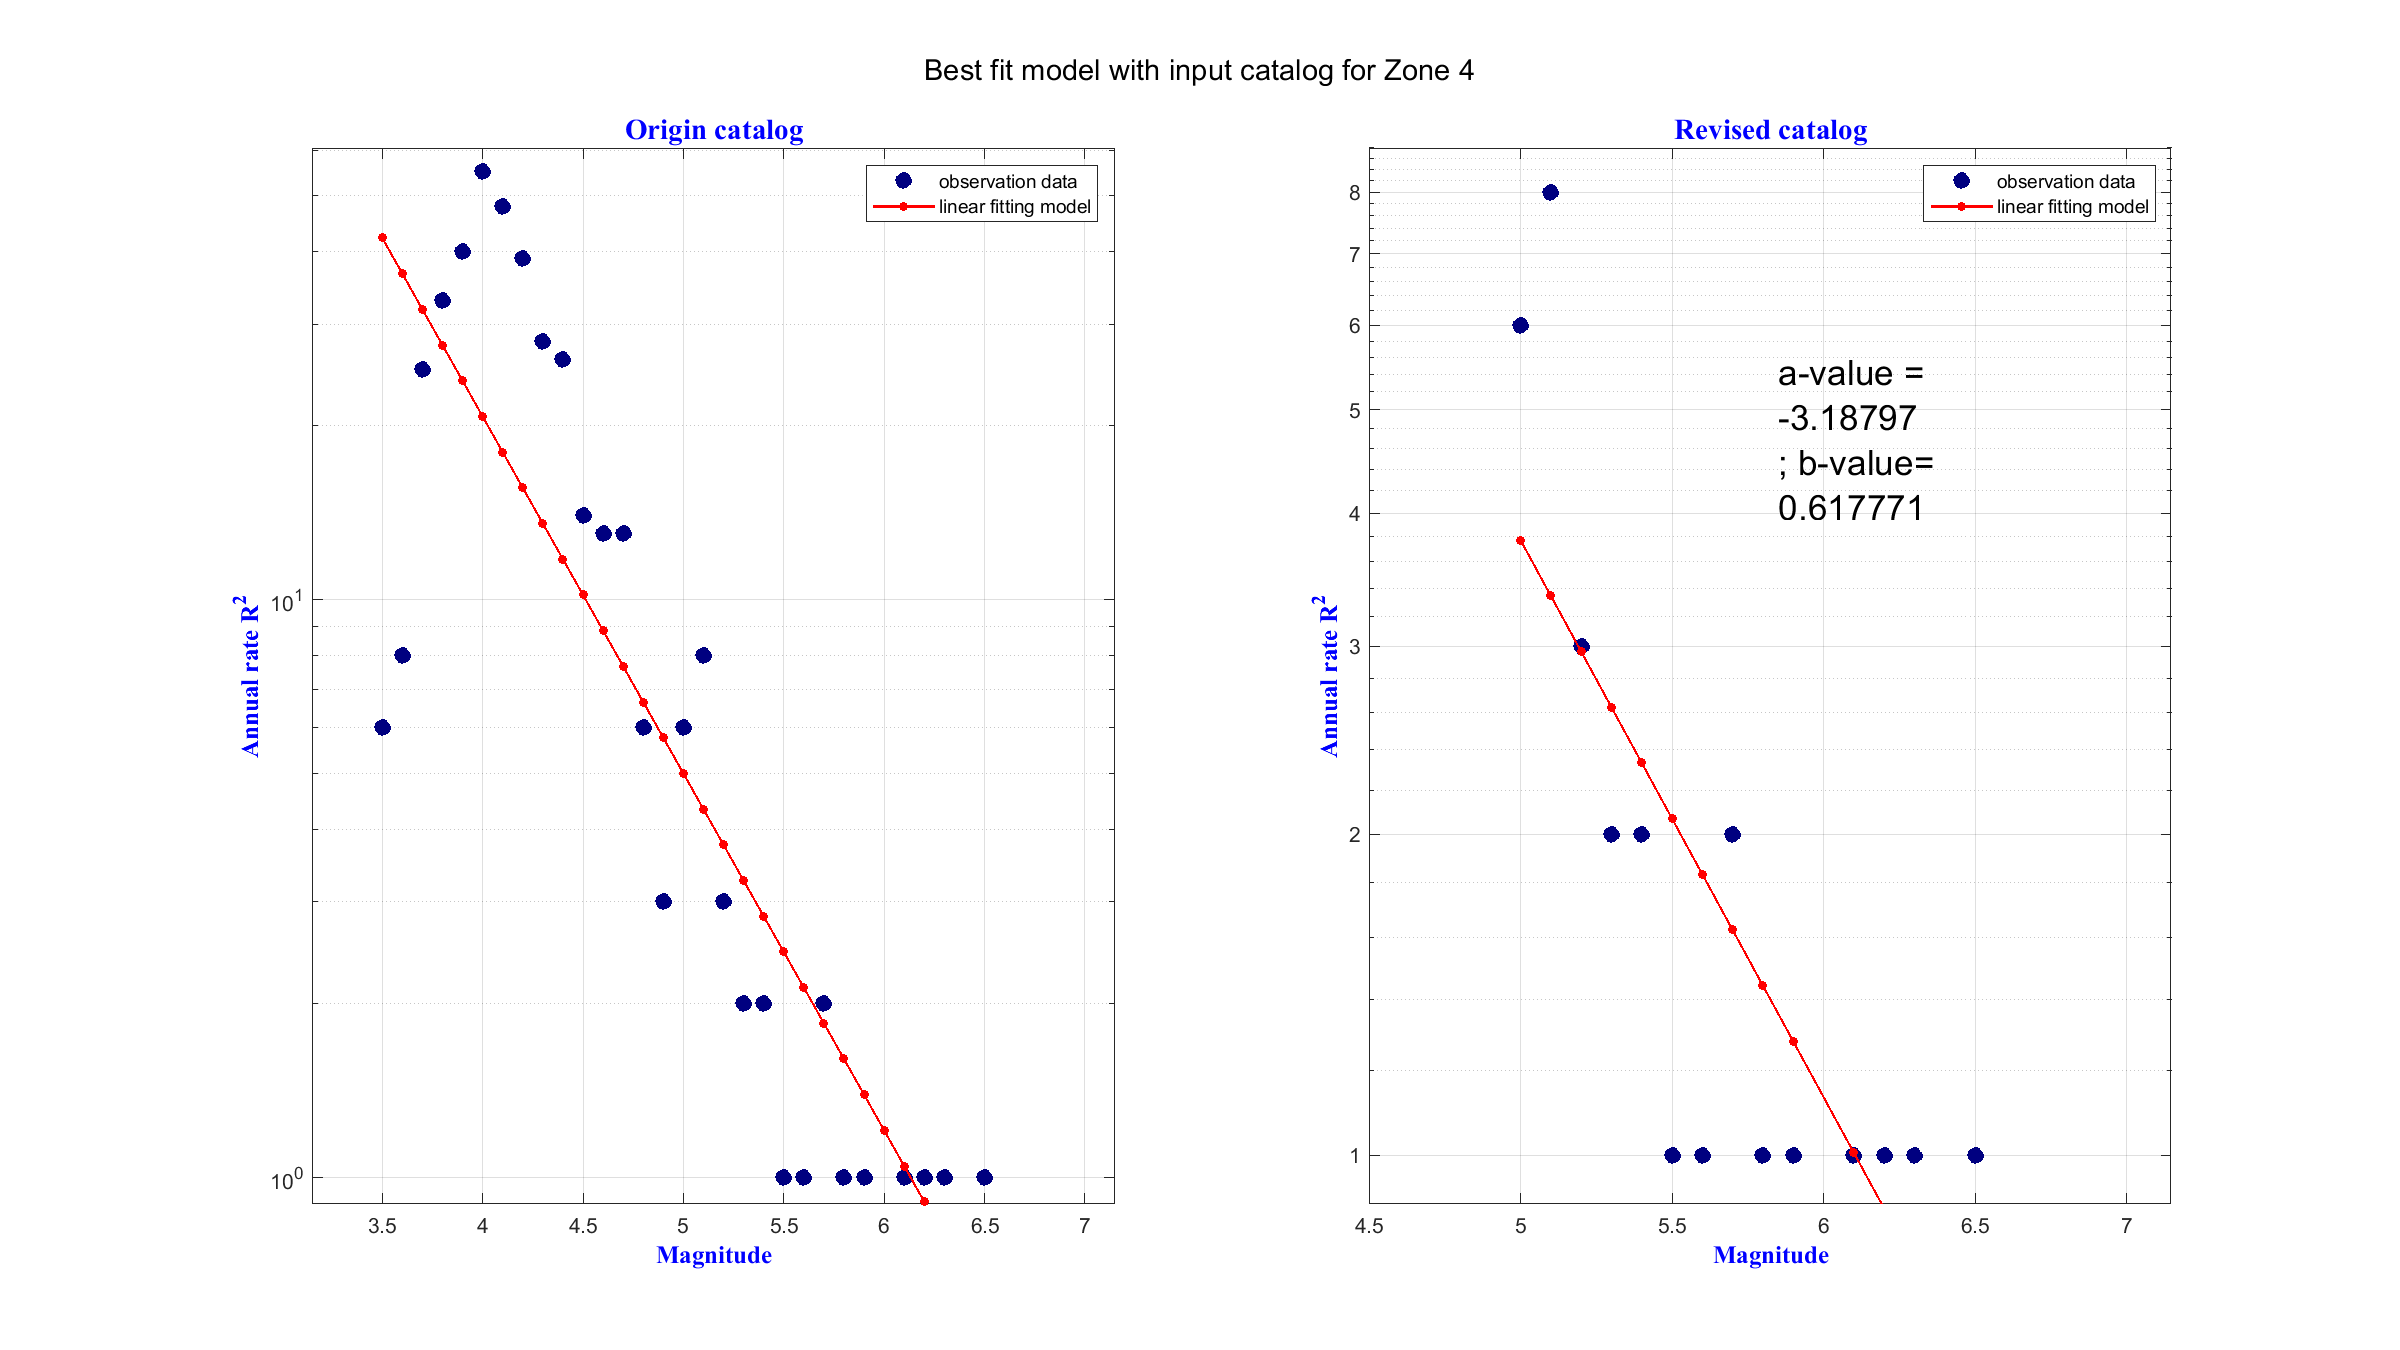 Best fit model with input catalog for Zone 4
Origin catalog
observation data
linear fitting model
10^1
10^0
3.5 4 4.5 5 5.5 6 6.5 7
Magnitude
Annual rate R^2
Revised catalog
observation data
linear fitting model
a-value =
-3.18797
; b-value=
0.617771
8
7
6
5
4
3
2
1
4.5 5 5.5 6 6.5 7
Magnitude
Annual rate R^2